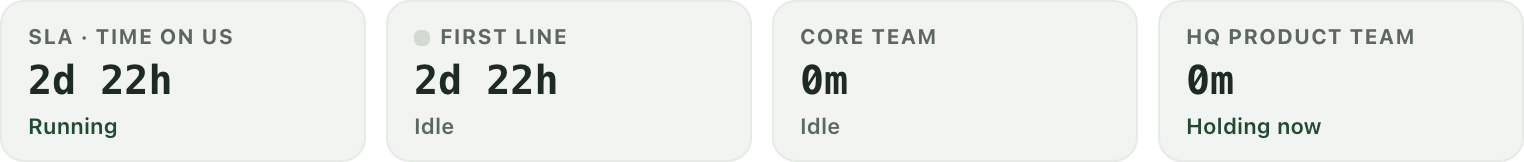 SLA · TIME ON US
2d 22h
Running
FIRST LINE
2d 22h
Idle
CORE TEAM
0m
Idle
HQ PRODUCT TEAM
0m
Holding now